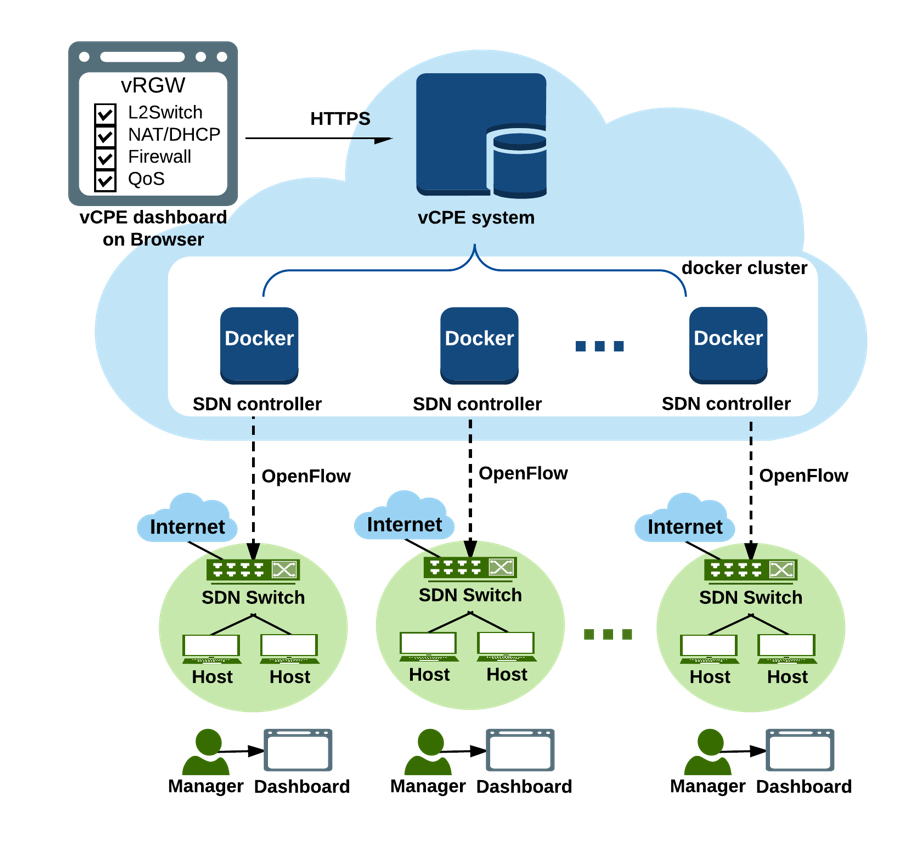 vRGW
L2Switch
NAT/DHCP
Firewall
QoS
vCPE dashboard
on Browser
HTTPS
vCPE system
docker cluster
Docker
Docker
Docker
SDN controller
SDN controller
SDN controller
OpenFlow
OpenFlow
OpenFlow
Internet
Internet
Internet
SDN Switch
SDN Switch
SDN Switch
Host
Host
Host
Host
Host
Host
Manager
Dashboard
Manager
Dashboard
Manager
Dashboard